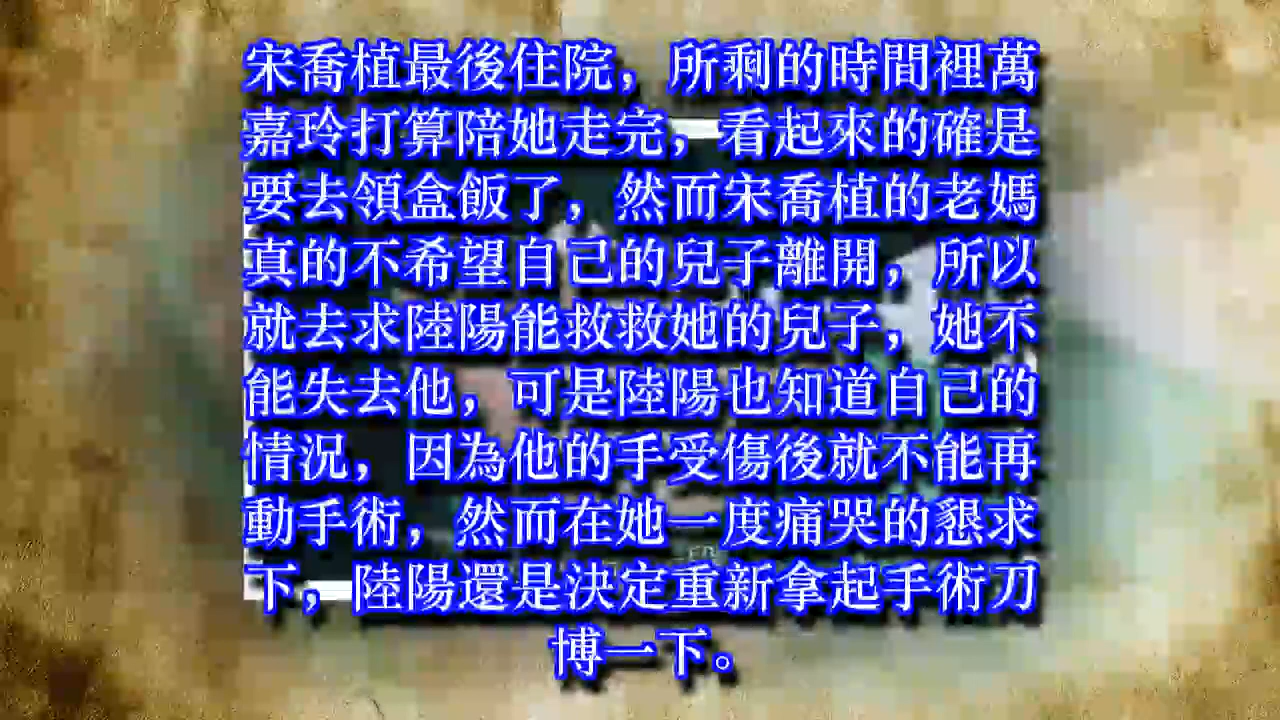 宋喬植最後住院，所剩的時間裡萬
嘉玲打算陪她走完，看起來的確是
要去領盒飯了，然而宋喬植的老媽
真的不希望自己的兒子離開，所以
就去求陸陽能救救她的兒子，她不
能失去他，可是陸陽也知道自己的
情況，因為他的手受傷後就不能再
動手術，然而在她一度痛哭的懇求
下，陸陽還是決定重新拿起手術刀
博一下。